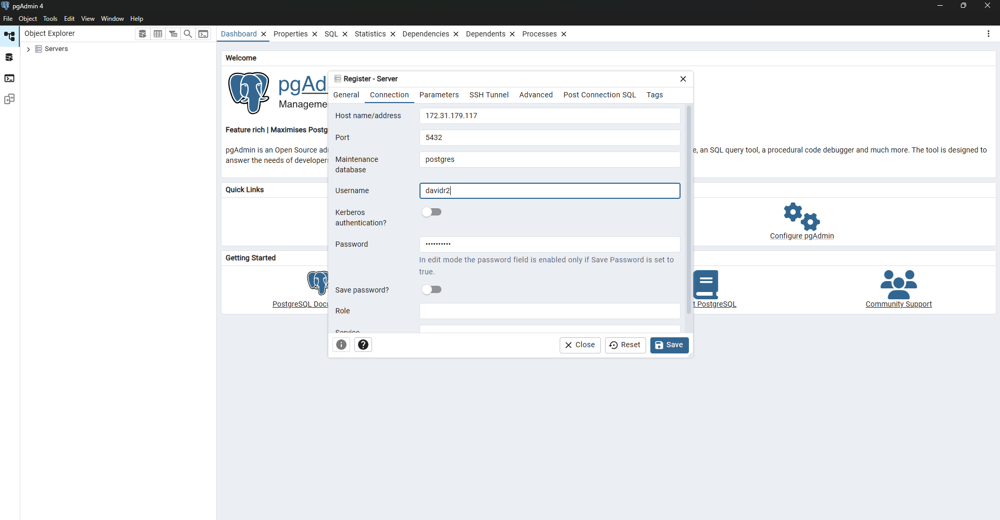 pgAdmin 4
File Object Tools Edit View Window Help
Object Explorer
Dashboard Properties SQL Statistics Dependencies Dependents Processes
Servers
Welcome
pgAd
Manageme
Feature rich | Maximises Postg
pgAdmin is an Open Source ad
e, an SQL query tool, a procedural code debugger and much more. The tool is designed to
answer the needs of developers
Register - Server
General Connection Parameters SSH Tunnel Advanced Post Connection SQL Tags
Host name/address 172.31.179.117
Port 5432
Maintenance database postgres
Username davidr2
Kerberos authentication?
Password ••••••••••
In edit mode the password field is enabled only if Save Password is set to
true.
Save password?
Role
Service
Close Reset Save
Quick Links
Configure pgAdmin
Getting Started
PostgreSQL Docu
t PostgreSQL
Community Support